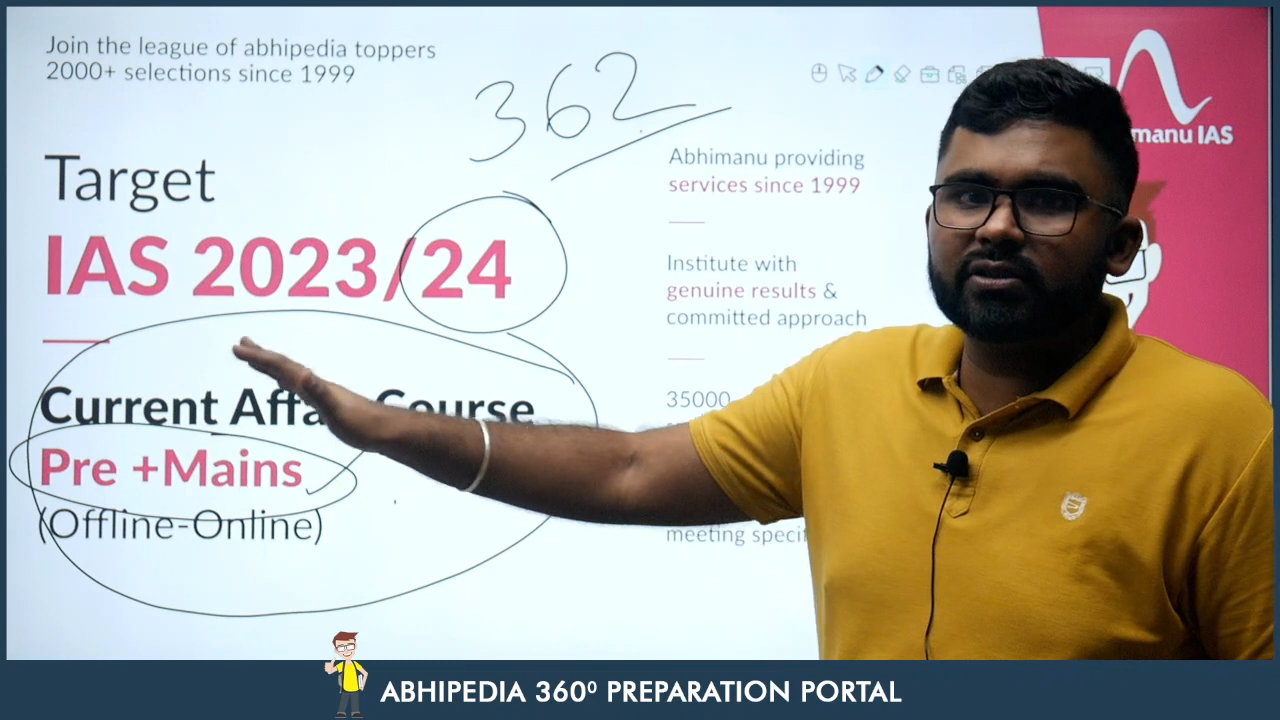 Join the league of abhipedia toppers
2000+ selections since 1999
362
Target
IAS 2023/24
Current Affa Course
Pre +Mains
(Offline-Online)
Abhimanu providing
services since 1999
Institute with
genuine results &
committed approach
35000
meeting specif
manu IAS
ABHIPEDIA 360⁰ PREPARATION PORTAL